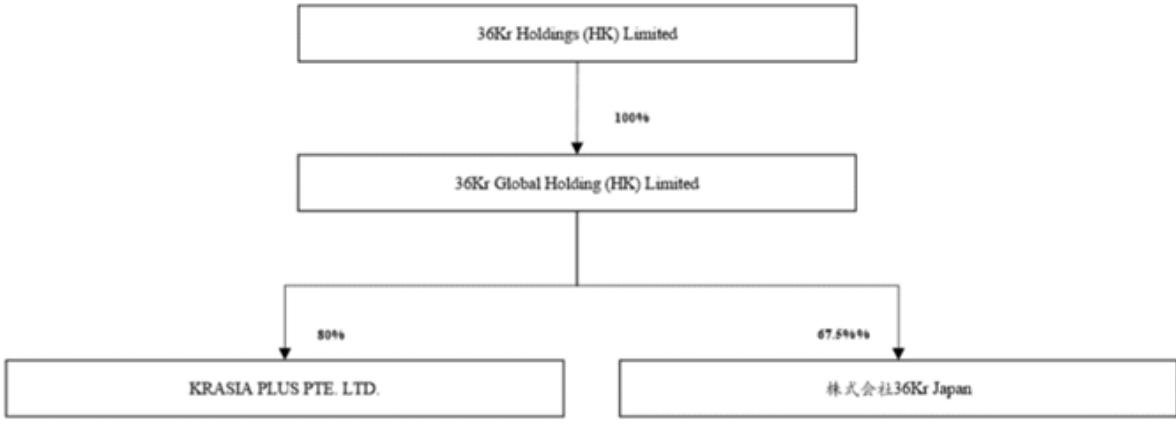 36Kr Holdings (HK) Limited
100%
36Kr Global Holding (HK) Limited
80%
67.5%%
KRASIA PLUS PTE. LTD.
株式会社36Kr Japan